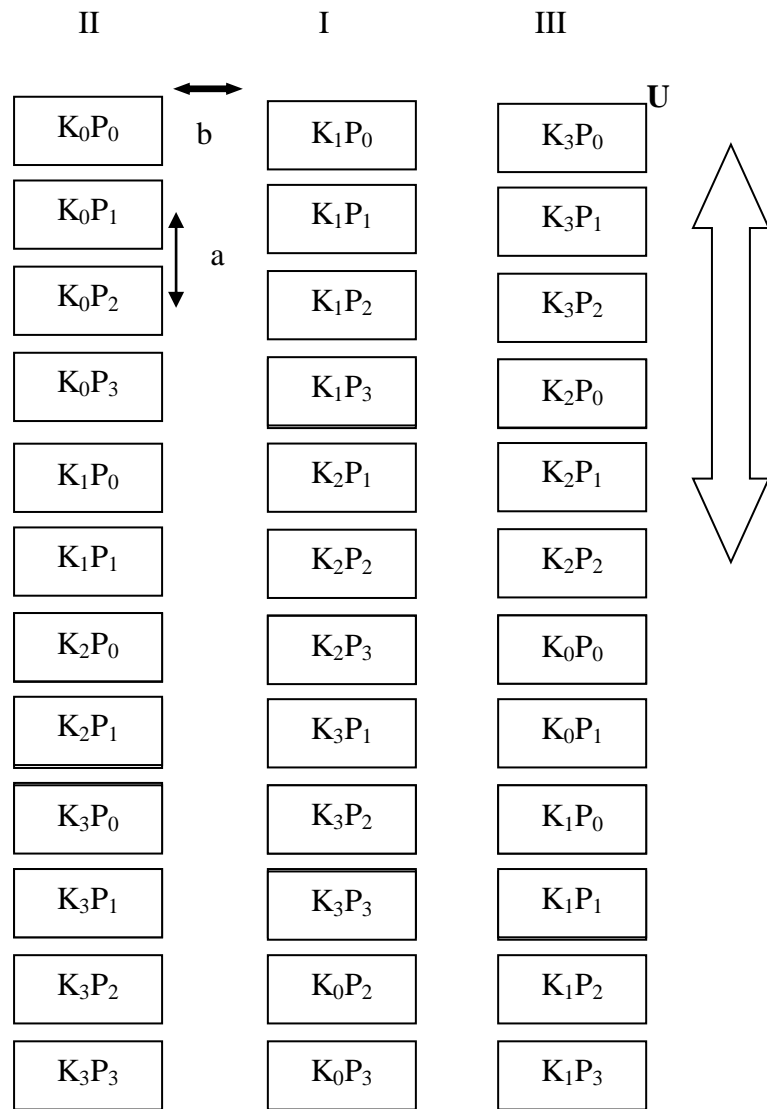 II I III
U
K₀P₀ b K₁P₀ K₃P₀
K₀P₁ K₁P₁ K₃P₁
a
K₀P₂ K₁P₂ K₃P₂
K₀P₃ K₁P₃ K₂P₀
K₁P₀ K₂P₁ K₂P₁
K₁P₁ K₂P₂ K₂P₂
K₂P₀ K₂P₃ K₀P₀
K₂P₁ K₃P₁ K₀P₁
K₃P₀ K₃P₂ K₁P₀
K₃P₁ K₃P₃ K₁P₁
K₃P₂ K₀P₂ K₁P₂
K₃P₃ K₀P₃ K₁P₃